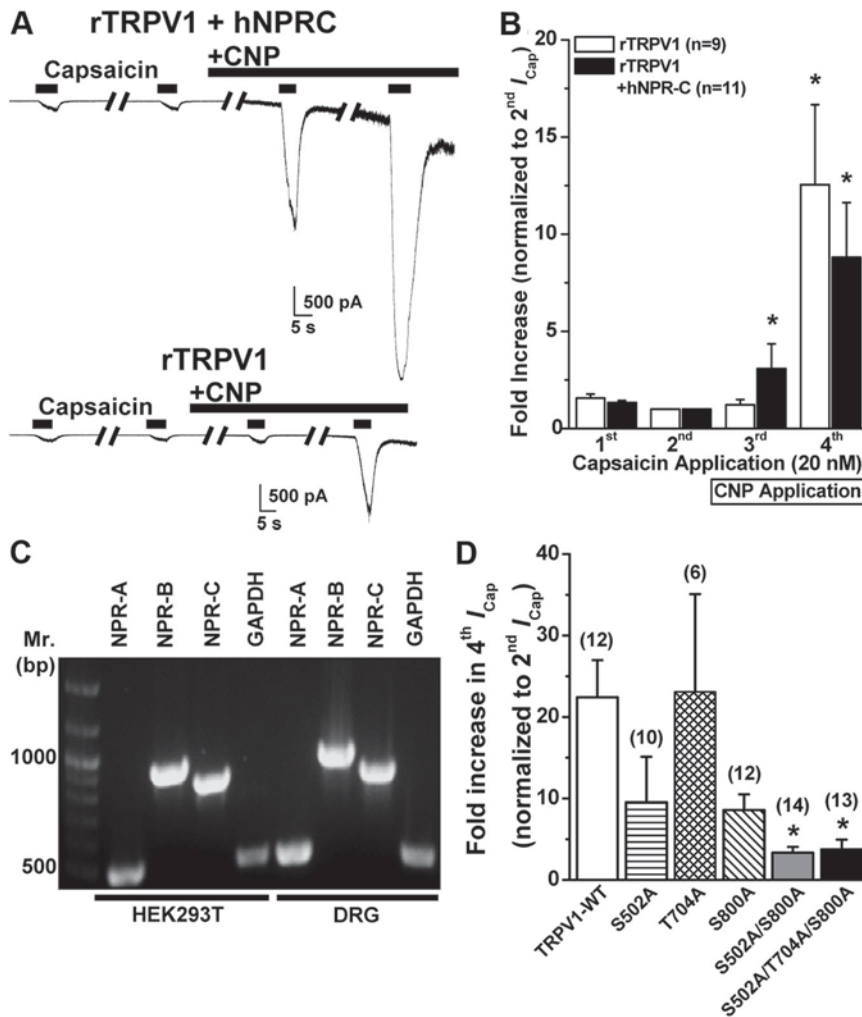 A
rTRPV1 + hNPRC
+CNP
Capsaicin
500 pA
5 s
rTRPV1
+CNP
Capsaicin
500 pA
5 s
B
rTRPV1 (n=9)
rTRPV1
+hNPR-C (n=11)
Fold Increase (normalized to 2nd ICap)
20
15
10
5
0
*
*
*
1st 2nd 3rd 4th
Capsaicin Application (20 nM)
CNP Application
C
NPR-A NPR-B NPR-C GAPDH NPR-A NPR-B NPR-C GAPDH
Mr.
(bp)
1000
500
HEK293T DRG
D
Fold increase in 4th ICap
(normalized to 2nd ICap)
40
30
20
10
0
(12) (10) (6) (12) (14) (13)
* *
TRPV1-WT S502A T704A S800A S502A/S800A S502A/T704A/S800A